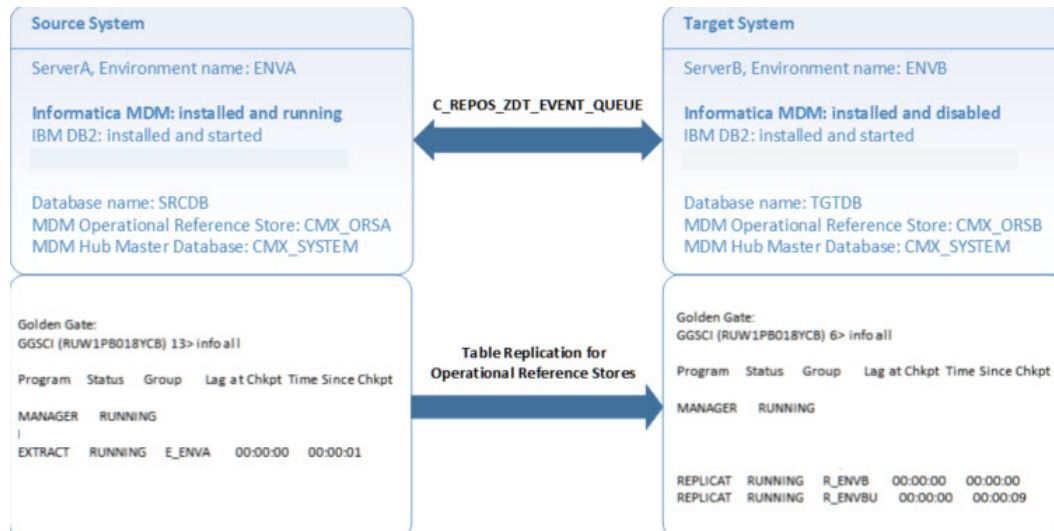 Source System
ServerA, Environment name: ENVA
Informatica MDM: installed and running
IBM DB2: installed and started
Database name: SRCDB
MDM Operational Reference Store: CMX_ORSA
MDM Hub Master Database: CMX_SYSTEM
C_REPOS_ZDT_EVENT_QUEUE
Target System
ServerB, Environment name: ENVB
Informatica MDM: installed and disabled
IBM DB2: installed and started
Database name: TGTDB
MDM Operational Reference Store: CMX_ORSB
MDM Hub Master Database: CMX_SYSTEM
Golden Gate:
GGSCI (RUW1PB018YCB) 13> info all
Program Status Group Lag at Chkpt Time Since Chkpt
MANAGER RUNNING
EXTRACT RUNNING E_ENVA 00:00:00 00:00:01
Table Replication for
Operational Reference Stores
Golden Gate:
GGSCI (RUW1PB018YCB) 6> info all
Program Status Group Lag at Chkpt Time Since Chkpt
MANAGER RUNNING
REPLICAT RUNNING R_ENVB 00:00:00 00:00:00
REPLICAT RUNNING R_ENVBU 00:00:00 00:00:09